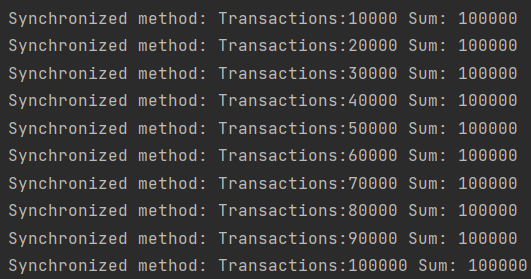 Synchronized method: Transactions:10000 Sum: 100000
Synchronized method: Transactions:20000 Sum: 100000
Synchronized method: Transactions:30000 Sum: 100000
Synchronized method: Transactions:40000 Sum: 100000
Synchronized method: Transactions:50000 Sum: 100000
Synchronized method: Transactions:60000 Sum: 100000
Synchronized method: Transactions:70000 Sum: 100000
Synchronized method: Transactions:80000 Sum: 100000
Synchronized method: Transactions:90000 Sum: 100000
Synchronized method: Transactions:100000 Sum: 100000